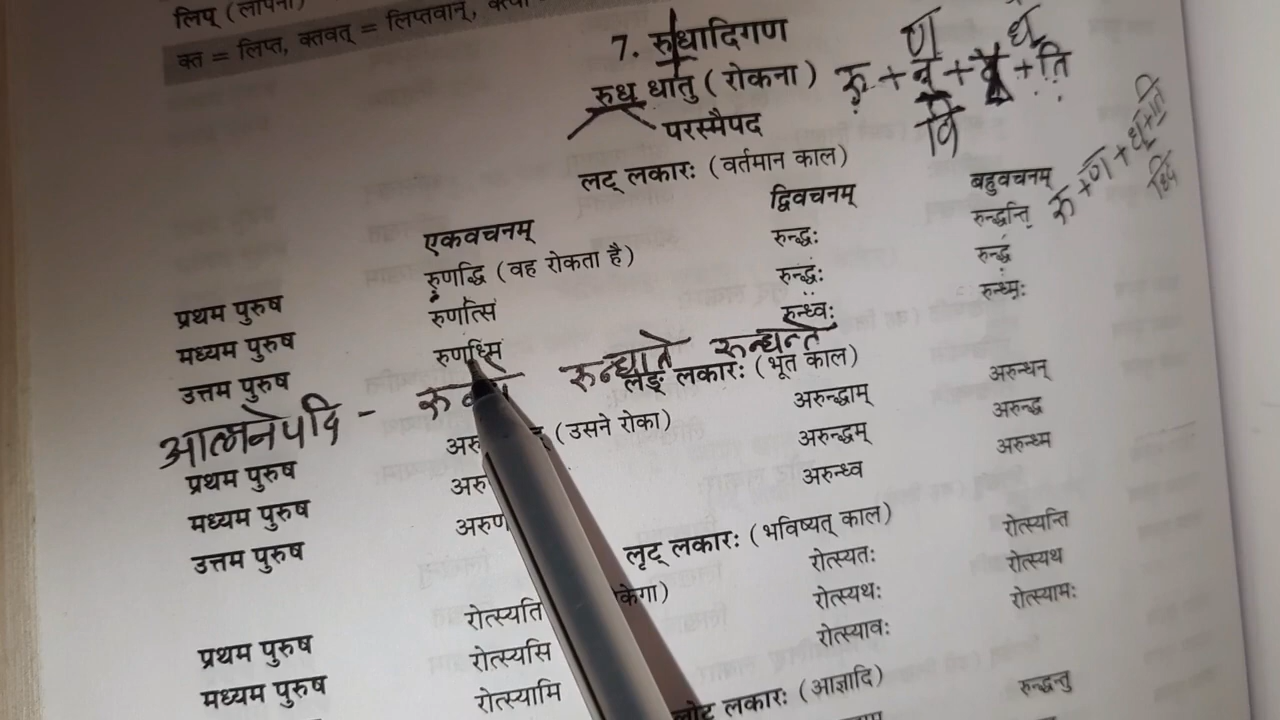 लिप् (लीपना)
क्त = लिप्त, क्तवत् = लिप्तवान्,
7. रुधादिगण
रुध् धातु (रोकना) रु + न + ध् + ति
ण ध
परस्मैपद
लट् लकारः (वर्तमान काल)
रु + ण + ध् + ति
एकवचनम् द्विवचनम् बहुवचनम्
प्रथम पुरुष रुणद्धि (वह रोकता है) रुन्द्धः रुन्द्धन्ति
मध्यम पुरुष रुणत्सि रुन्द्धः रुन्द्ध
उत्तम पुरुष रुणध्मि रुन्ध्वः रुन्ध्मः
आत्मनेपदि - रुन्धाते रुन्धन्ते
लङ् लकारः (भूत काल)
प्रथम पुरुष (उसने रोका) अरुन्द्धाम् अरुन्धन्
मध्यम पुरुष अरुन्द्धम् अरुन्द्ध
उत्तम पुरुष अरुन्ध्व अरुन्ध्म
लृट् लकारः (भविष्यत् काल)
प्रथम पुरुष रोत्स्यति रोत्स्यतः रोत्स्यन्ति
मध्यम पुरुष रोत्स्यसि रोत्स्यथः रोत्स्यथ
रोत्स्यामि रोत्स्यावः रोत्स्यामः
लोट् लकारः (आज्ञादि)
रुन्द्धन्तु